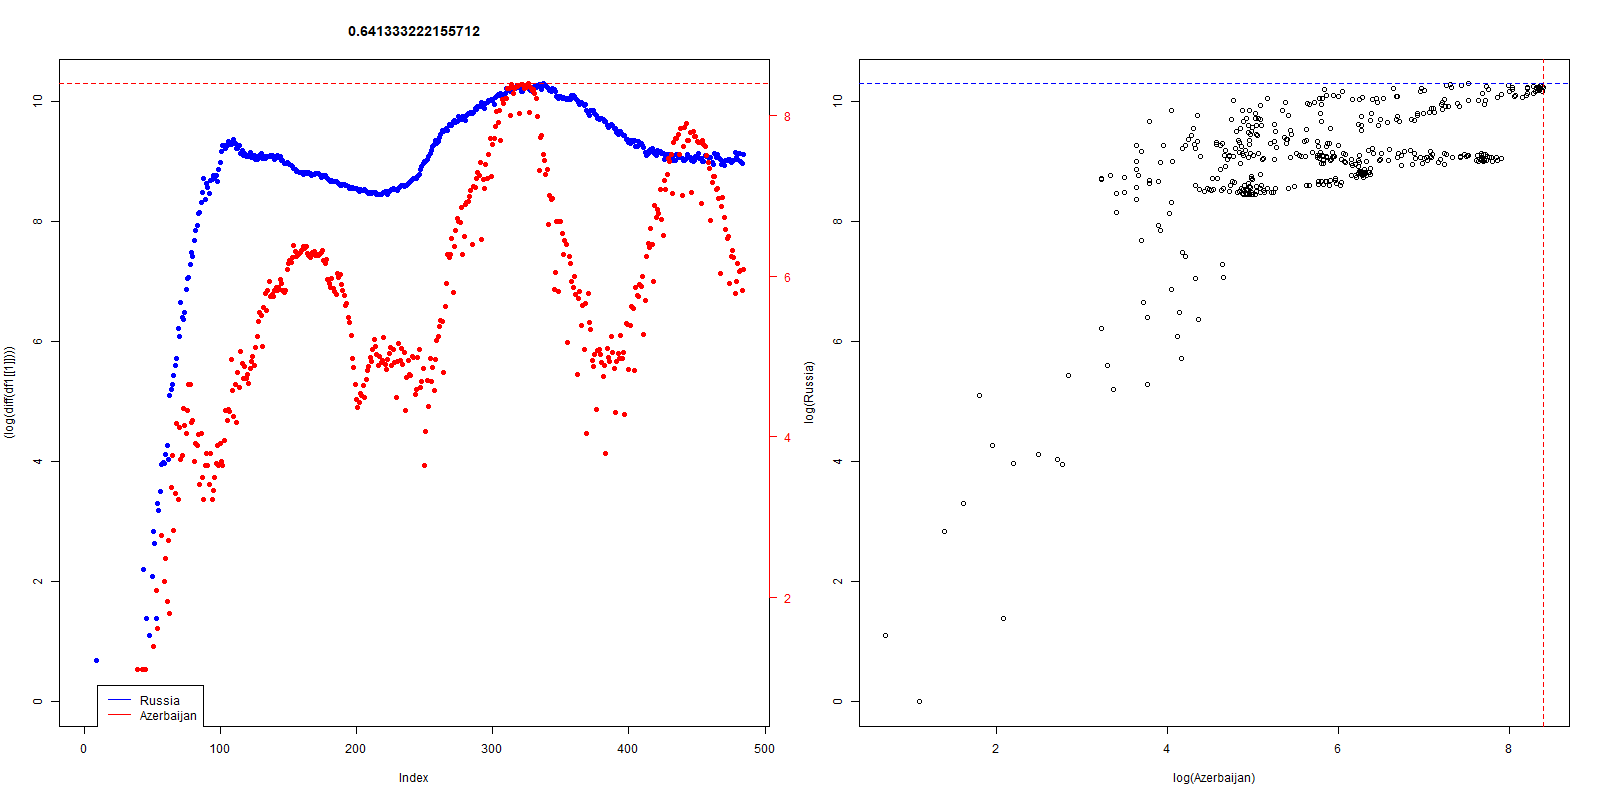 0.641333222155712
(log(diff(df1[[1]])))
0 2 4 6 8 10
2 4 6 8
0 100 200 300 400 500
Index
Russia
Azerbaijan
log(Russia)
0 2 4 6 8 10
2 4 6 8
log(Azerbaijan)